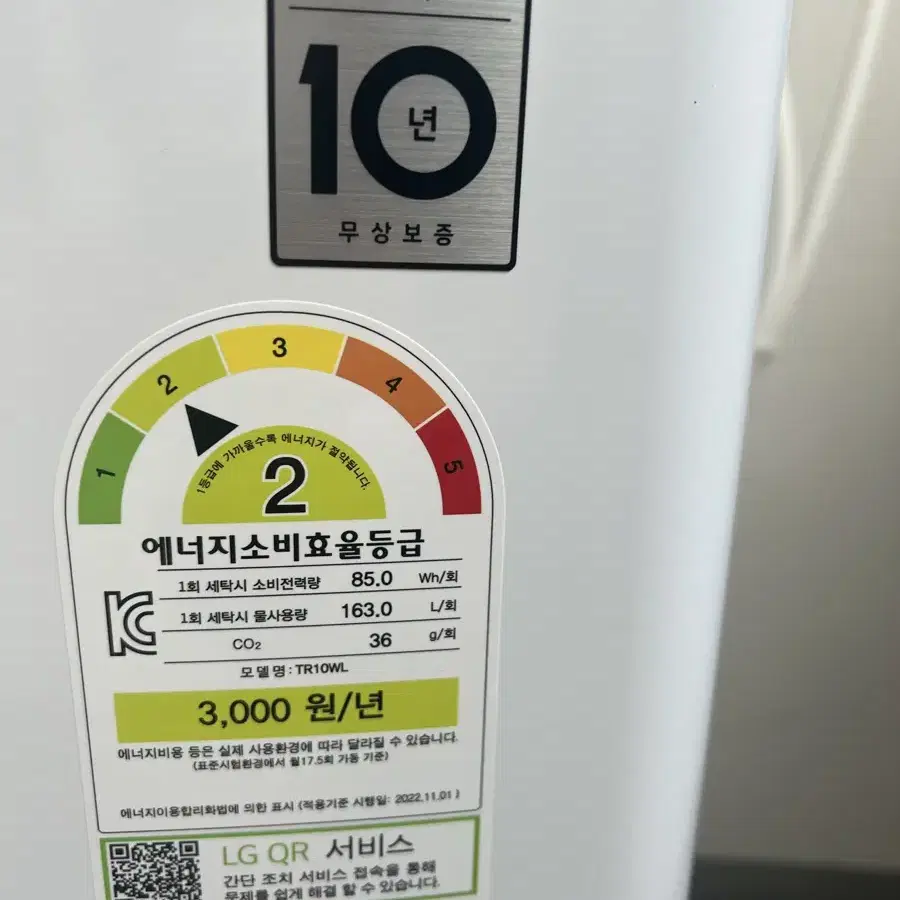 10년
무상보증
1
2
3
4
5
1등급에 가까울수록 에너지가 절약됩니다.
2
에너지소비효율등급
1회 세탁시 소비전력량 85.0 Wh/회
1회 세탁시 물사용량 163.0 L/회
CO₂ 36 g/회
모델명 : TR10WL
3,000 원/년
에너지비용 등은 실제 사용환경에 따라 달라질 수 있습니다.
(표준시험환경에서 월17.5회 가동 기준)
에너지이용합리화법에 의한 표시 (적용기준 시행일: 2022.11.01)
LG QR 서비스
간단 조치 서비스 접속을 통해
문제를 쉽게 해결 할 수 있습니다.